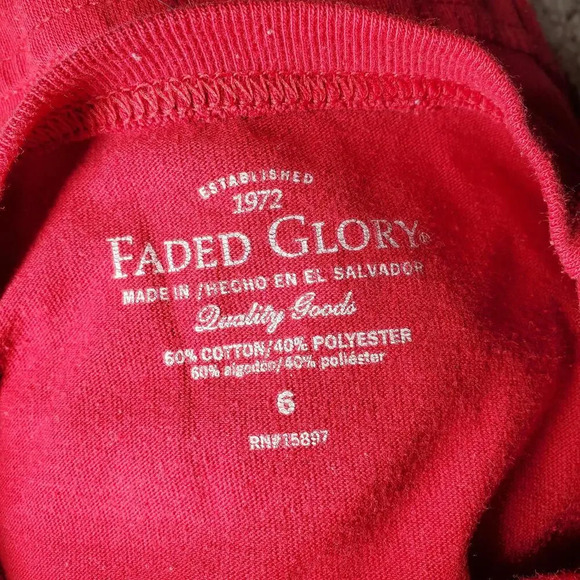 ESTABLISHED
1972
FADED GLORY®
MADE IN / HECHO EN EL SALVADOR
Quality Goods
60% COTTON/40% POLYESTER
60% algodón/40% poliéster
6
RN#15897